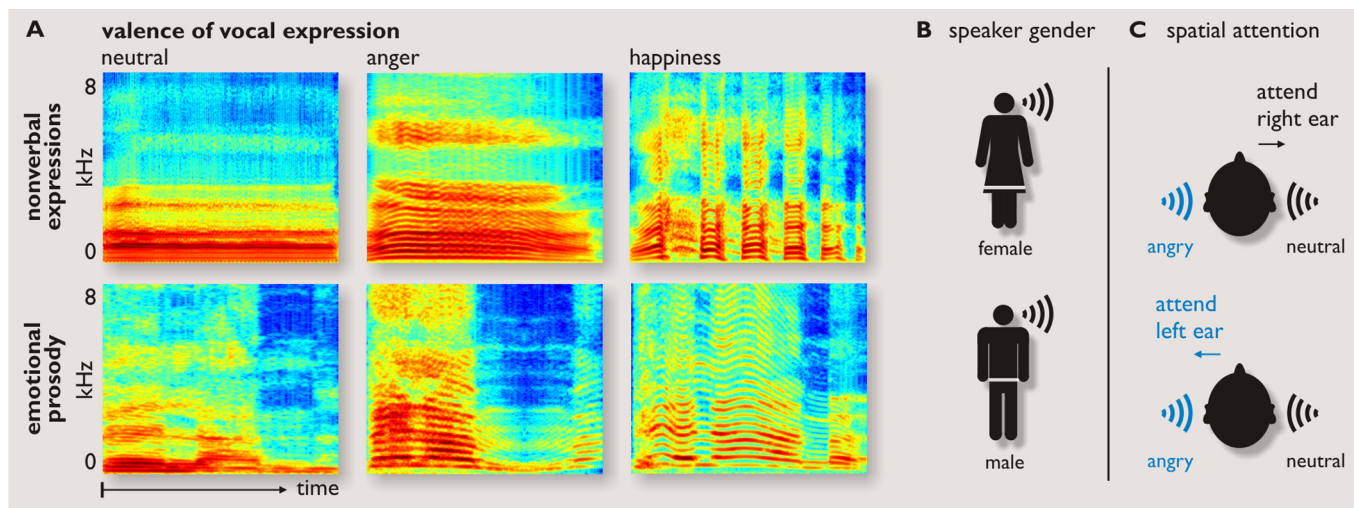 A valence of vocal expression
neutral
anger
happiness
8
nonverbal
expressions
kHz
0
8
emotional
prosody
kHz
0
time
B speaker gender
female
male
C spatial attention
attend
right ear
angry
neutral
attend
left ear
angry
neutral